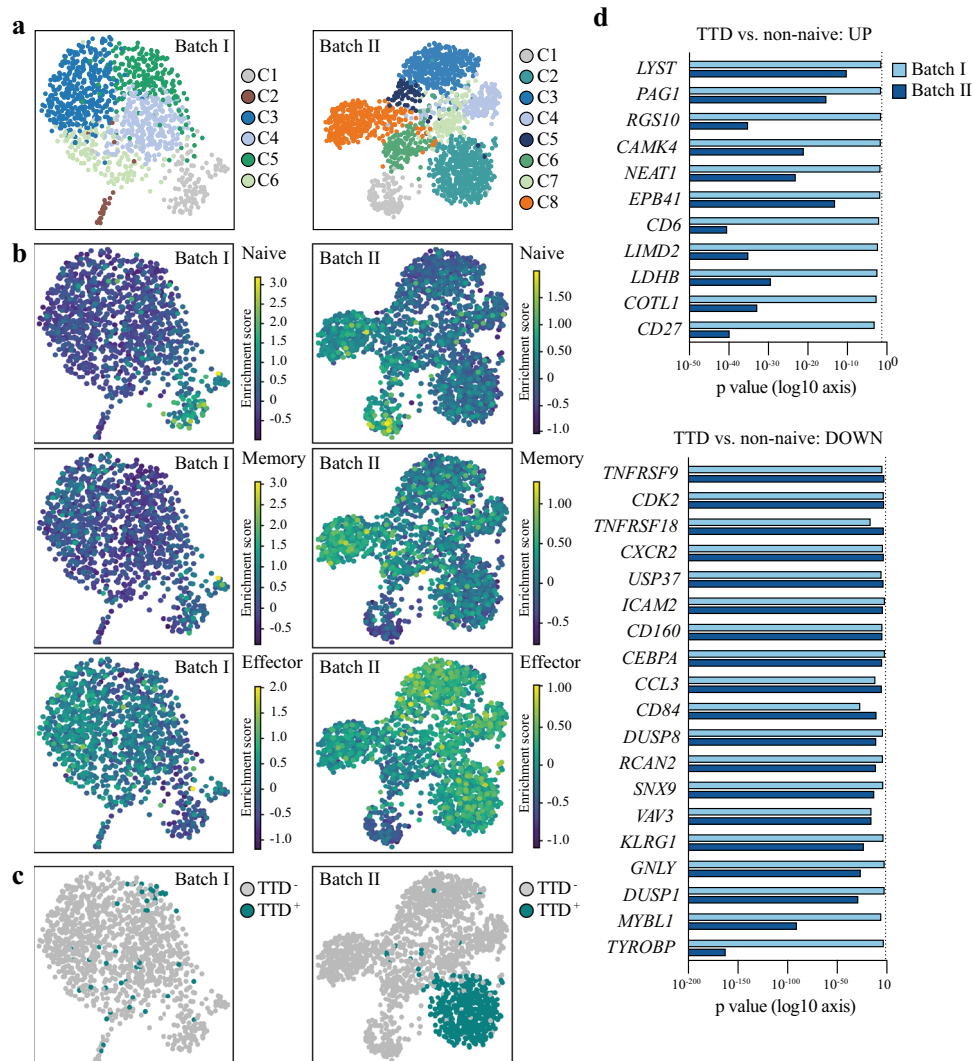 a
Batch I
C1
C2
C3
C4
C5
C6
Batch II
C1
C2
C3
C4
C5
C6
C7
C8
b
Batch I
Naive
Enrichment score
3.0
2.5
2.0
1.5
1.0
0.5
0
-0.5
Batch II
Naive
Enrichment score
1.50
1.00
0.50
0
-0.5
-1.0
Batch I
Memory
Enrichment score
3.0
2.5
2.0
1.5
1.0
0.5
0
-0.5
Batch II
Memory
Enrichment score
1.00
0.50
0
-0.5
Batch I
Effector
Enrichment score
2.0
1.5
1.0
0.5
0
-0.5
-1.0
Batch II
Effector
Enrichment score
1.00
0.50
0
-0.5
-1.0
c
Batch I
TTD⁻
TTD⁺
Batch II
TTD⁻
TTD⁺
d
TTD vs. non-naive: UP
Batch I
Batch II
LYST
PAG1
RGS10
CAMK4
NEAT1
EPB41
CD6
LIMD2
LDHB
COTL1
CD27
10⁻⁵⁰ 10⁻⁴⁰ 10⁻³⁰ 10⁻²⁰ 10⁻¹⁰ 10⁰
p value (log10 axis)
TTD vs. non-naive: DOWN
TNFRSF9
CDK2
TNFRSF18
CXCR2
USP37
ICAM2
CD160
CEBPA
CCL3
CD84
DUSP8
RCAN2
SNX9
VAV3
KLRG1
GNLY
DUSP1
MYBL1
TYROBP
10⁻²⁰⁰ 10⁻¹⁵⁰ 10⁻¹⁰⁰ 10⁻⁵⁰ 10
p value (log10 axis)